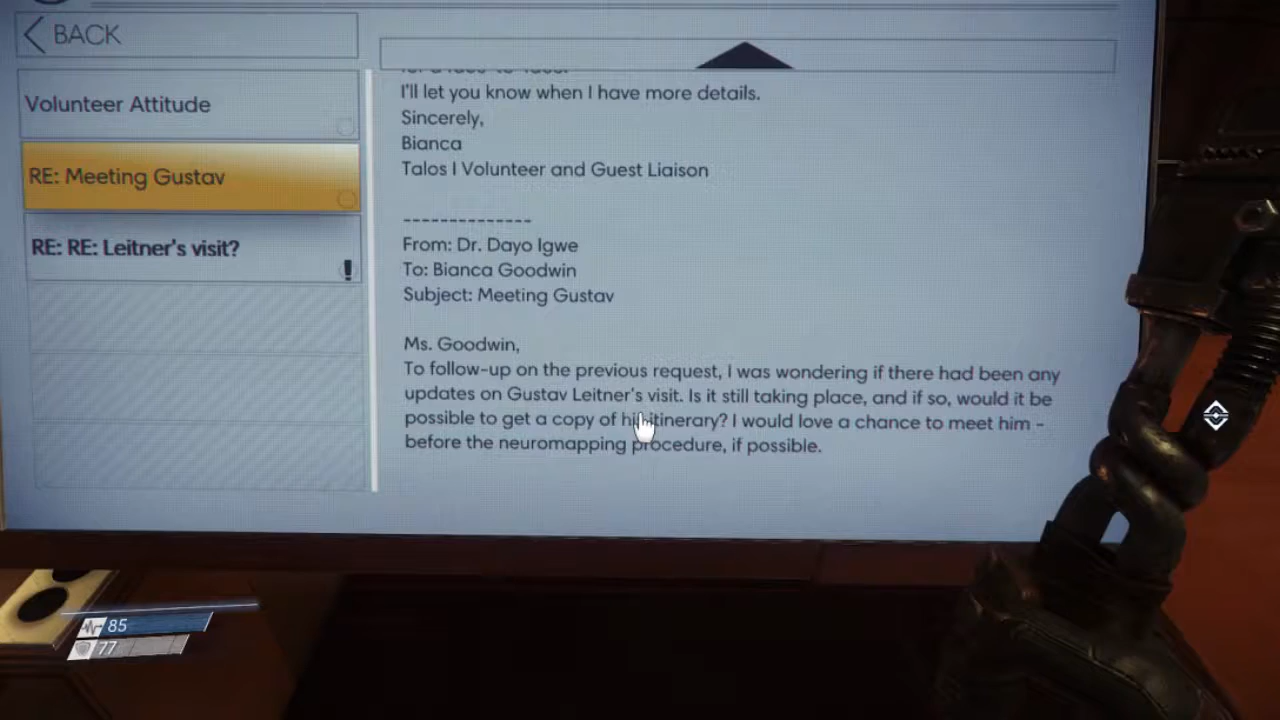 BACK
Volunteer Attitude
RE: Meeting Gustav
RE: RE: Leitner's visit?
!
I'll let you know when I have more details.
Sincerely,
Bianca
Talos I Volunteer and Guest Liaison
--------------
From: Dr. Dayo Igwe
To: Bianca Goodwin
Subject: Meeting Gustav
Ms. Goodwin,
To follow-up on the previous request, I was wondering if there had been any
updates on Gustav Leitner's visit. Is it still taking place, and if so, would it be
possible to get a copy of itinerary? I would love a chance to meet him -
before the neuromapping procedure, if possible.
85
77